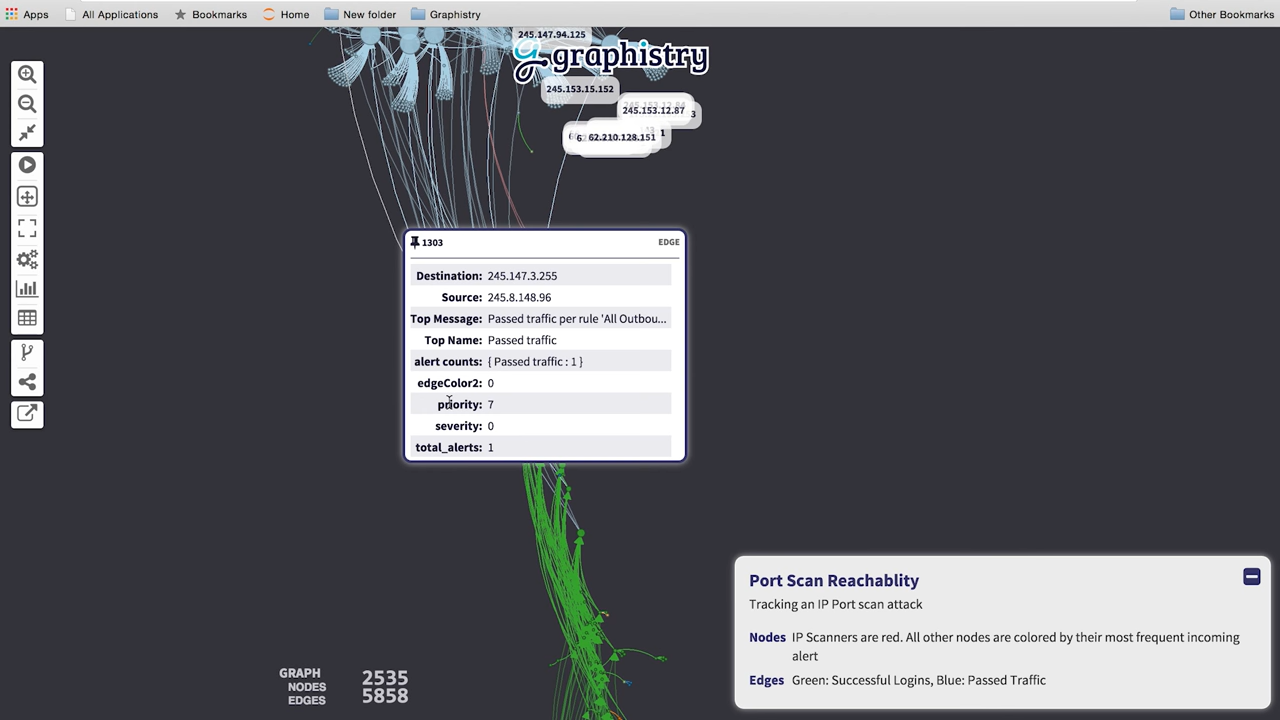 Apps All Applications Bookmarks Home New folder Graphistry Other Bookmarks
245.147.94.125
graphistry
245.153.15.152
245.153.12.87
62.210.128.151
1303 EDGE
Destination: 245.147.3.255
Source: 245.8.148.96
Top Message: Passed traffic per rule 'All Outbou...
Top Name: Passed traffic
alert counts: { Passed traffic : 1 }
edgeColor2: 0
priority: 7
severity: 0
total_alerts: 1
Port Scan Reachablity
Tracking an IP Port scan attack
Nodes IP Scanners are red. All other nodes are colored by their most frequent incoming
alert
Edges Green: Successful Logins, Blue: Passed Traffic
GRAPH
NODES 2535
EDGES 5858